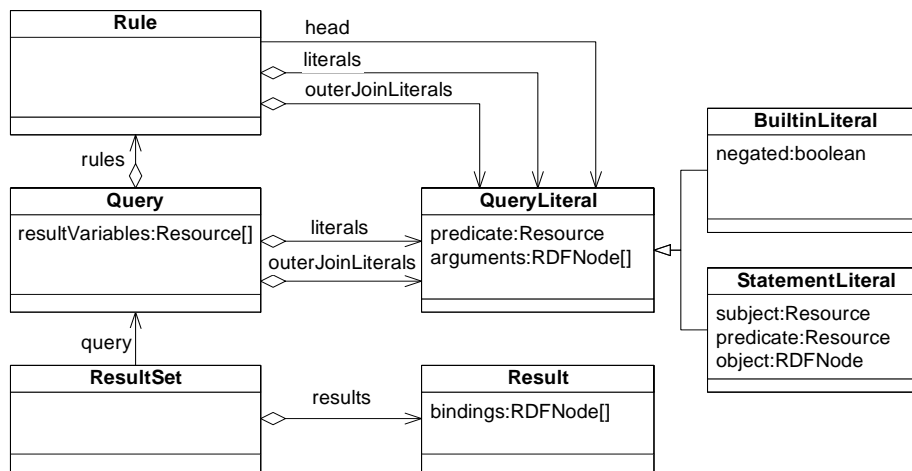 Rule
head
literals
outerJoinLiterals
BuiltinLiteral
negated:boolean
rules
Query
resultVariables:Resource[]
literals
outerJoinLiterals
QueryLiteral
predicate:Resource
arguments:RDFNode[]
StatementLiteral
subject:Resource
predicate:Resource
object:RDFNode
query
ResultSet
results
Result
bindings:RDFNode[]